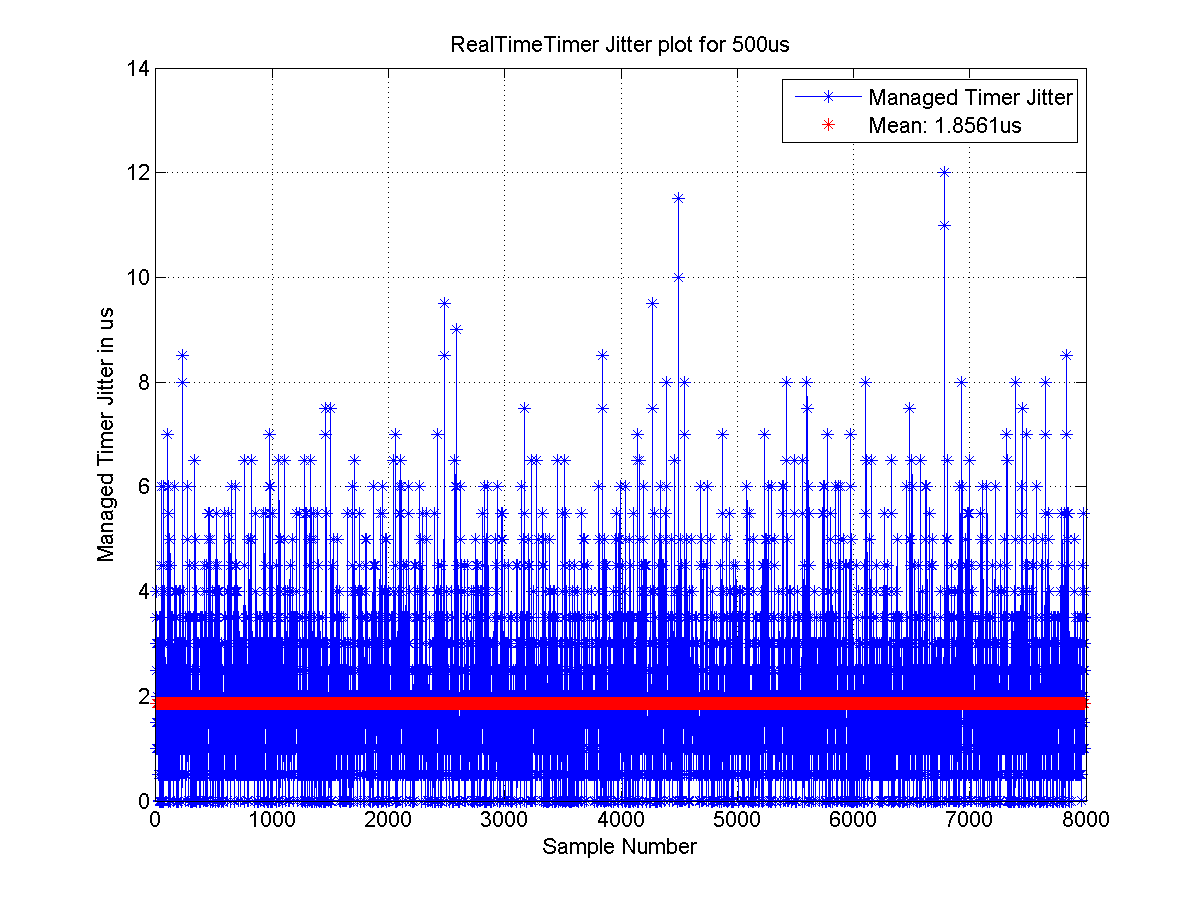 RealTimeTimer Jitter plot for 500us
Managed Timer Jitter
Mean: 1.8561us
Managed Timer Jitter in us
14
12
10
8
6
4
2
0
0 1000 2000 3000 4000 5000 6000 7000 8000
Sample Number